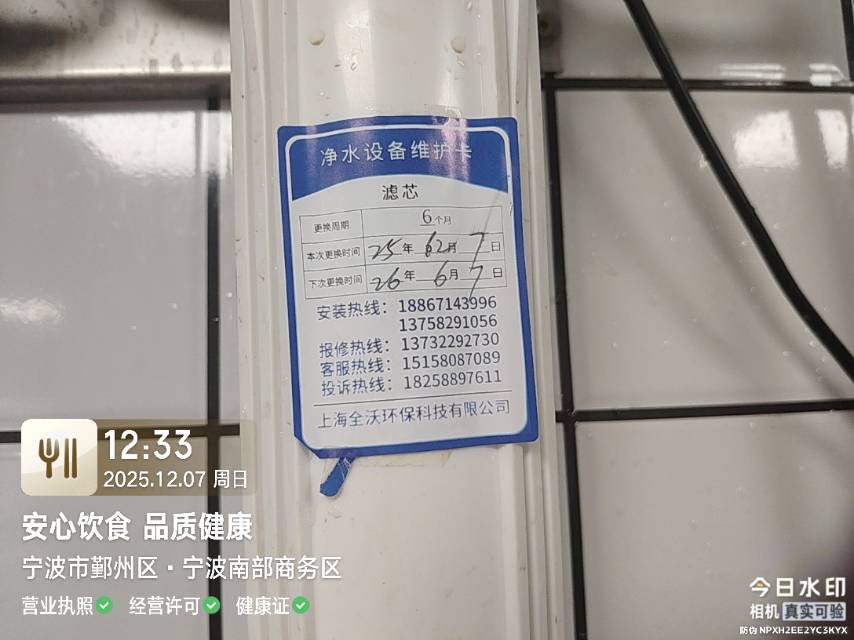 净水设备维护卡
滤芯
更换周期 6个月
本次更换时间 25年 12月 7日
下次更换时间 26年 6月 7日
安装热线：18867143996
13758291056
报修热线：13732292730
客服热线：15158087089
投诉热线：18258897611
上海全沃环保科技有限公司
12:33
2025.12.07 周日
安心饮食 品质健康
宁波市鄞州区·宁波南部商务区
营业执照 经营许可 健康证
今日水印
相机 真实可验
防伪 NPXH2EE2YC3KYX